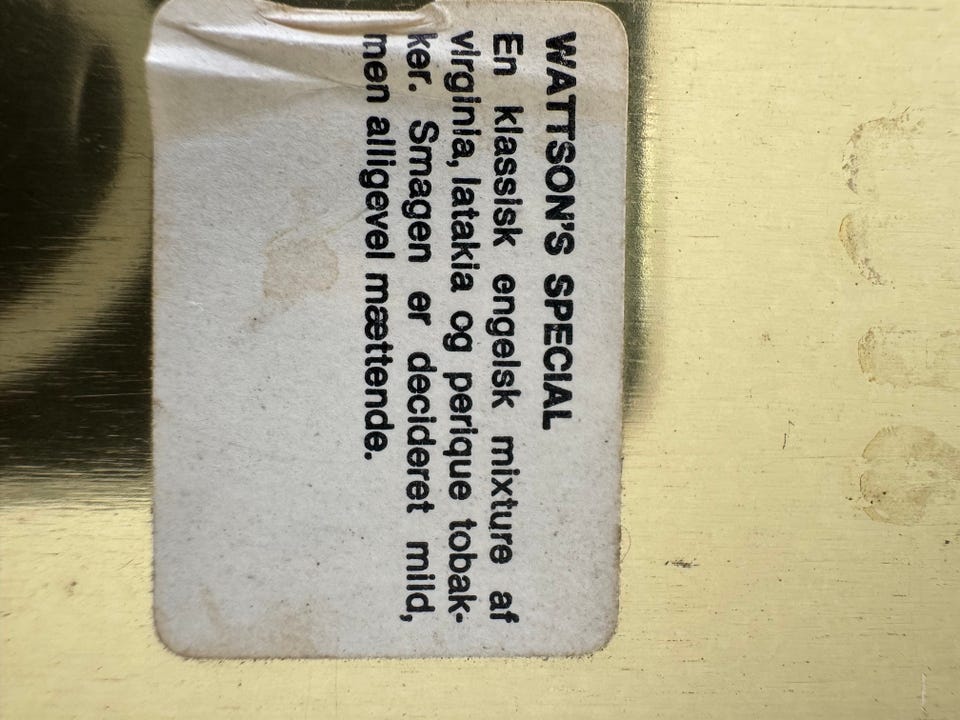 WATTSON'S SPECIAL
En klassisk engelsk mixture af
virginia, latakia og perique tobak-
ker. Smagen er decideret mild,
men alligevel mættende.